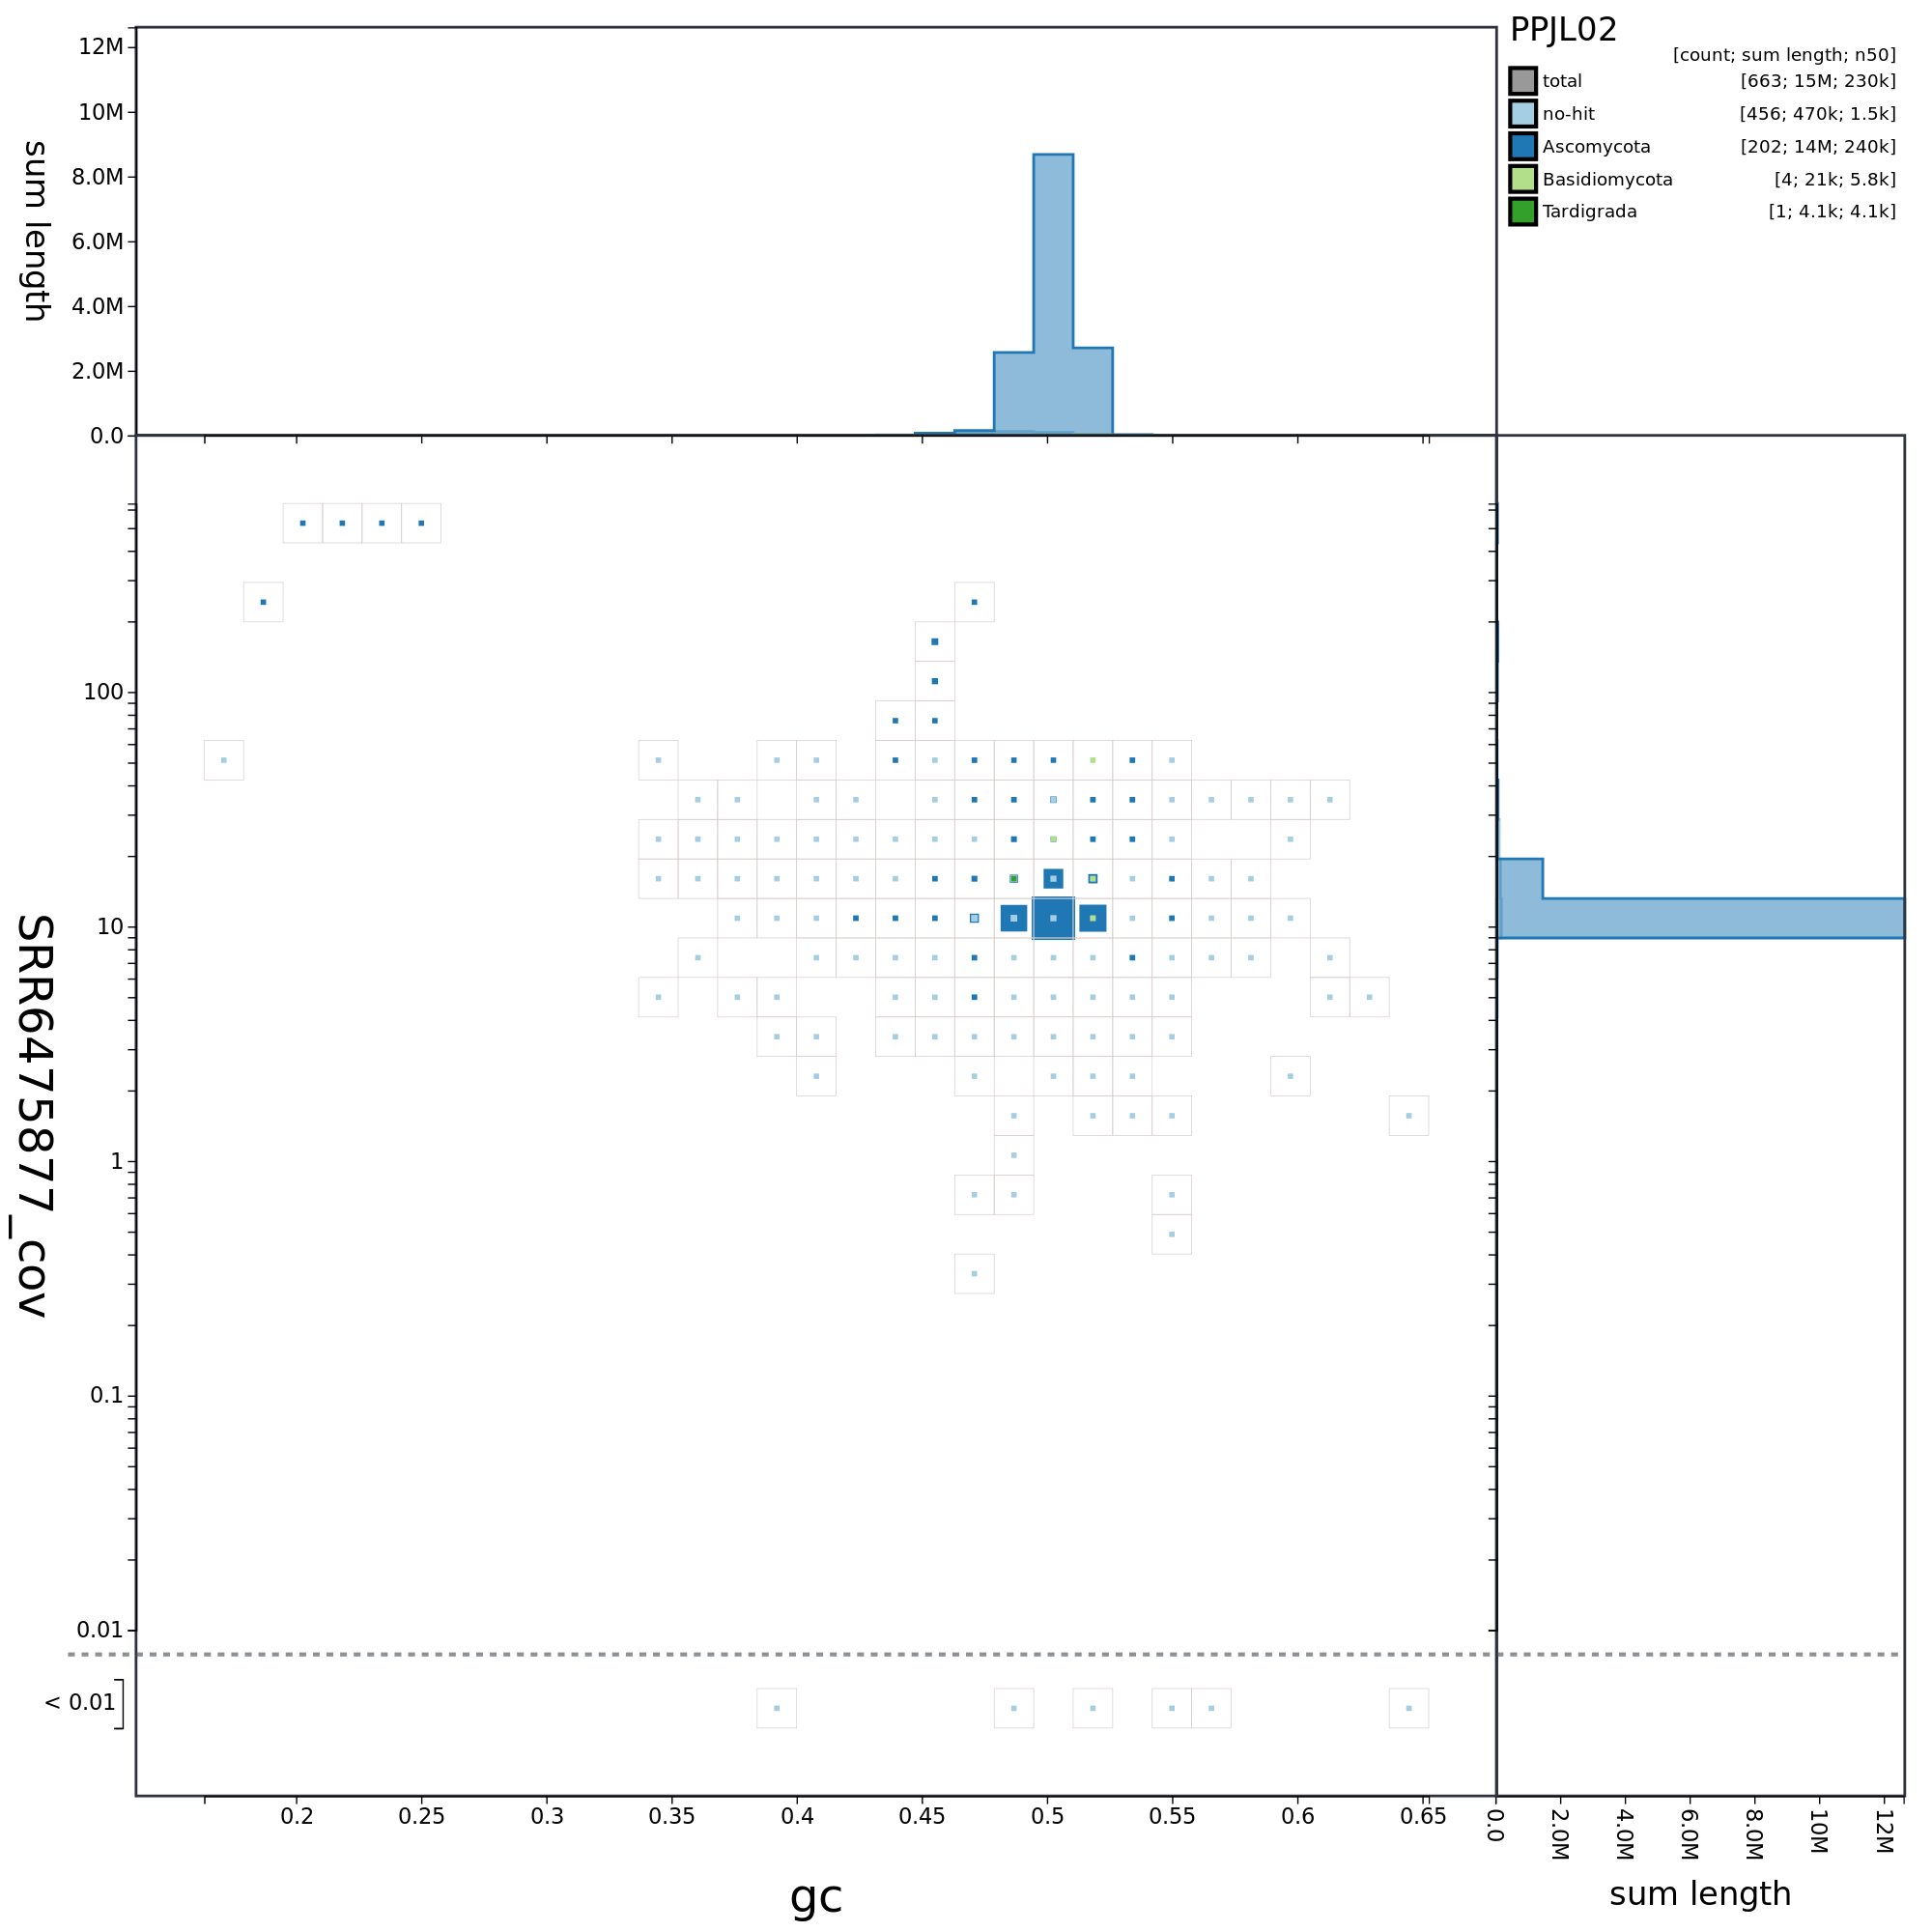 PPJL02
[count; sum length; n50]
total [663; 15M; 230k]
no-hit [456; 470k; 1.5k]
Ascomycota [202; 14M; 240k]
Basidiomycota [4; 21k; 5.8k]
Tardigrada [1; 4.1k; 4.1k]
sum length
12M
10M
8.0M
6.0M
4.0M
2.0M
0.0
SRR6475877_cov
100
10
1
0.1
0.01
< 0.01
0.2 0.25 0.3 0.35 0.4 0.45 0.5 0.55 0.6 0.65
gc
0.0 2.0M 4.0M 6.0M 8.0M 10M 12M
sum length